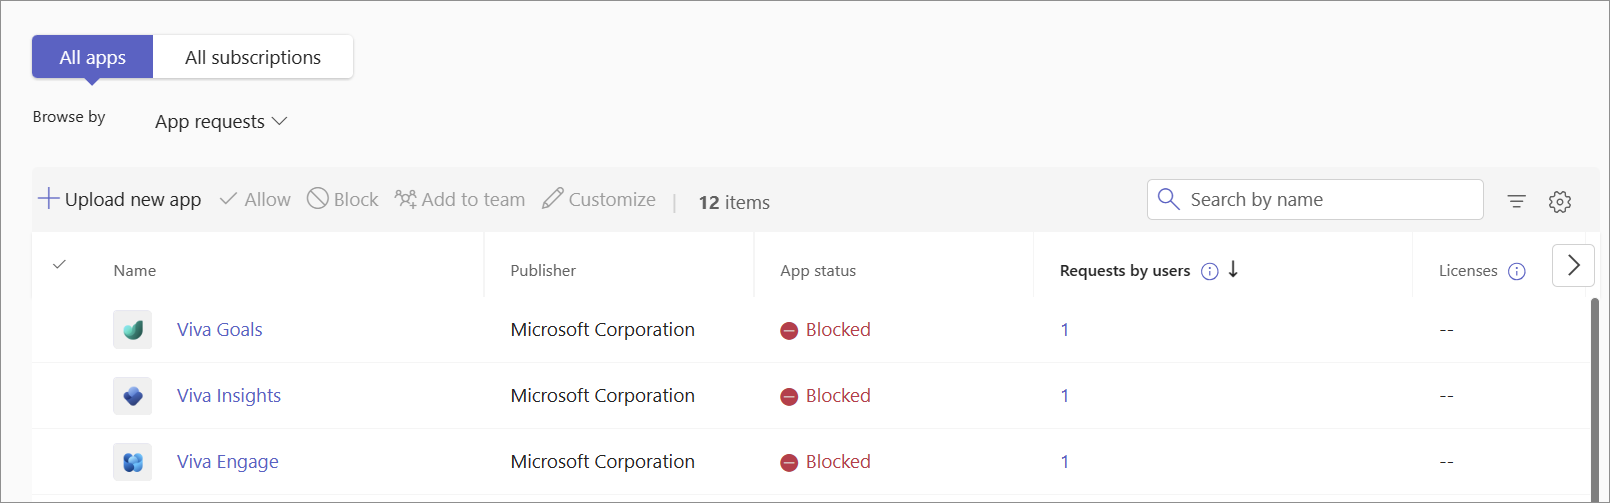 All apps All subscriptions
Browse by App requests
Upload new app Allow Block Add to team Customize | 12 items Search by name
Name Publisher App status Requests by users Licenses
Viva Goals Microsoft Corporation Blocked 1 --
Viva Insights Microsoft Corporation Blocked 1 --
Viva Engage Microsoft Corporation Blocked 1 --